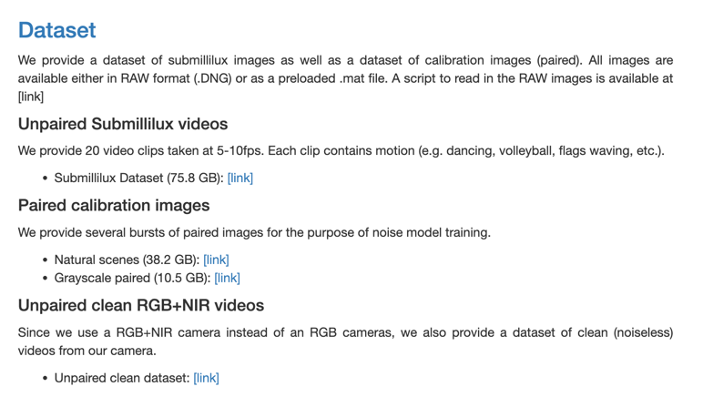 Dataset
We provide a dataset of submillilux images as well as a dataset of calibration images (paired). All images are
available either in RAW format (.DNG) or as a preloaded .mat file. A script to read in the RAW images is available at
[link]
Unpaired Submillilux videos
We provide 20 video clips taken at 5-10fps. Each clip contains motion (e.g. dancing, volleyball, flags waving, etc.).
• Submillilux Dataset (75.8 GB): [link]
Paired calibration images
We provide several bursts of paired images for the purpose of noise model training.
• Natural scenes (38.2 GB): [link]
• Grayscale paired (10.5 GB): [link]
Unpaired clean RGB+NIR videos
Since we use a RGB+NIR camera instead of an RGB cameras, we also provide a dataset of clean (noiseless)
videos from our camera.
• Unpaired clean dataset: [link]